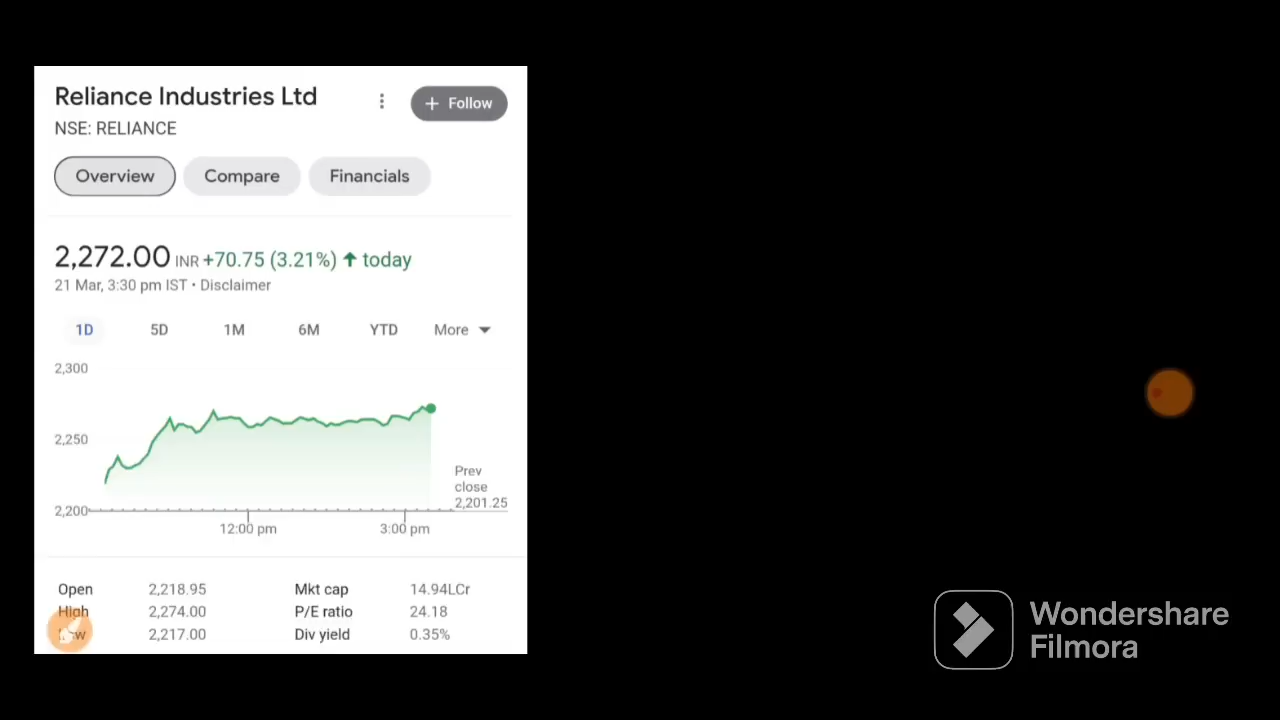 Reliance Industries Ltd
+ Follow
NSE: RELIANCE
Overview Compare Financials
2,272.00 INR +70.75 (3.21%) ↑ today
21 Mar, 3:30 pm IST • Disclaimer
1D 5D 1M 6M YTD More
2,300
2,250
2,200
Prev
close
2,201.25
12:00 pm 3:00 pm
Open 2,218.95 Mkt cap 14.94LCr
High 2,274.00 P/E ratio 24.18
Low 2,217.00 Div yield 0.35%
Wondershare
Filmora